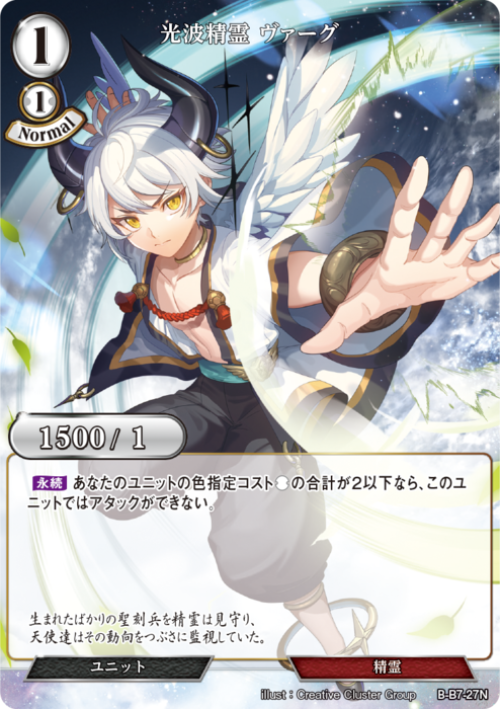 光波精霊 ヴァーグ
1
1
Normal
1500 / 1
永続 あなたのユニットの色指定コスト の合計が2以下なら、このユ
ニットではアタックができない。
生まれたばかりの聖刻兵を精霊は見守り、
天使達はその動向をつぶさに監視していた。
ユニット
精霊
illust : Creative Cluster Group B-B7-27N